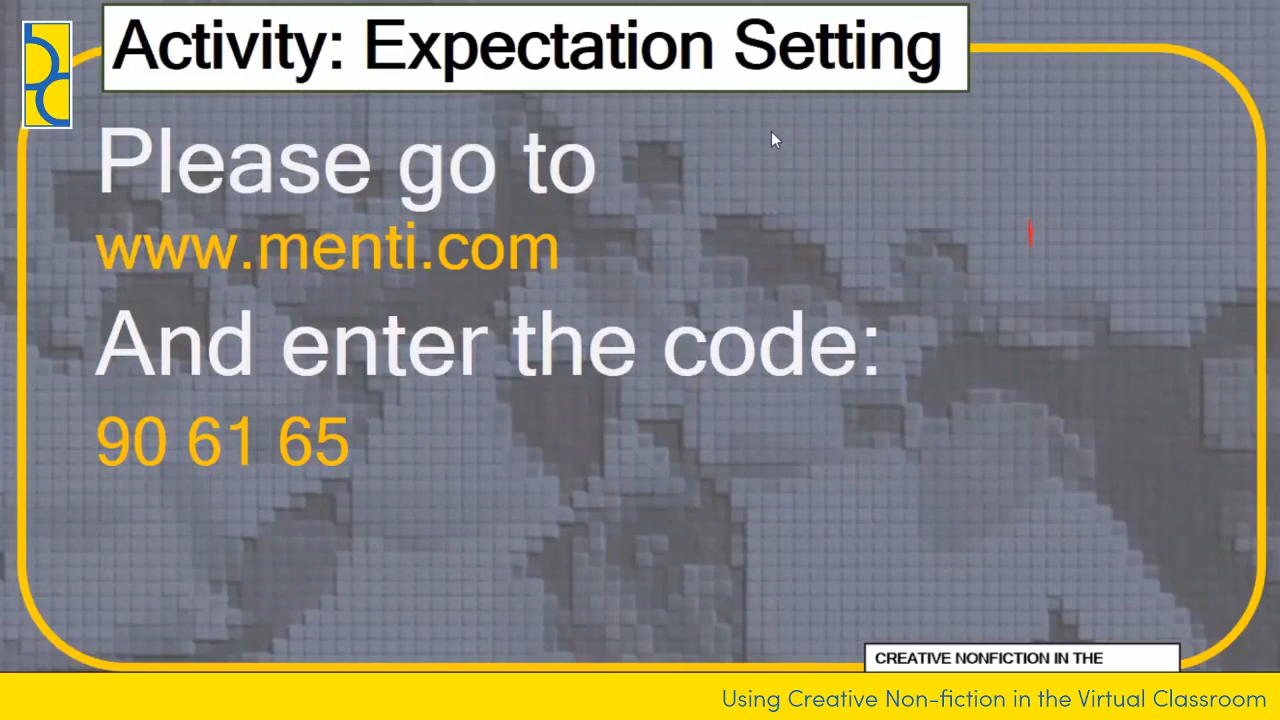 Activity: Expectation Setting
Please go to
www.menti.com
And enter the code:
90 61 65
CREATIVE NONFICTION IN THE
Using Creative Non-fiction in the Virtual Classroom